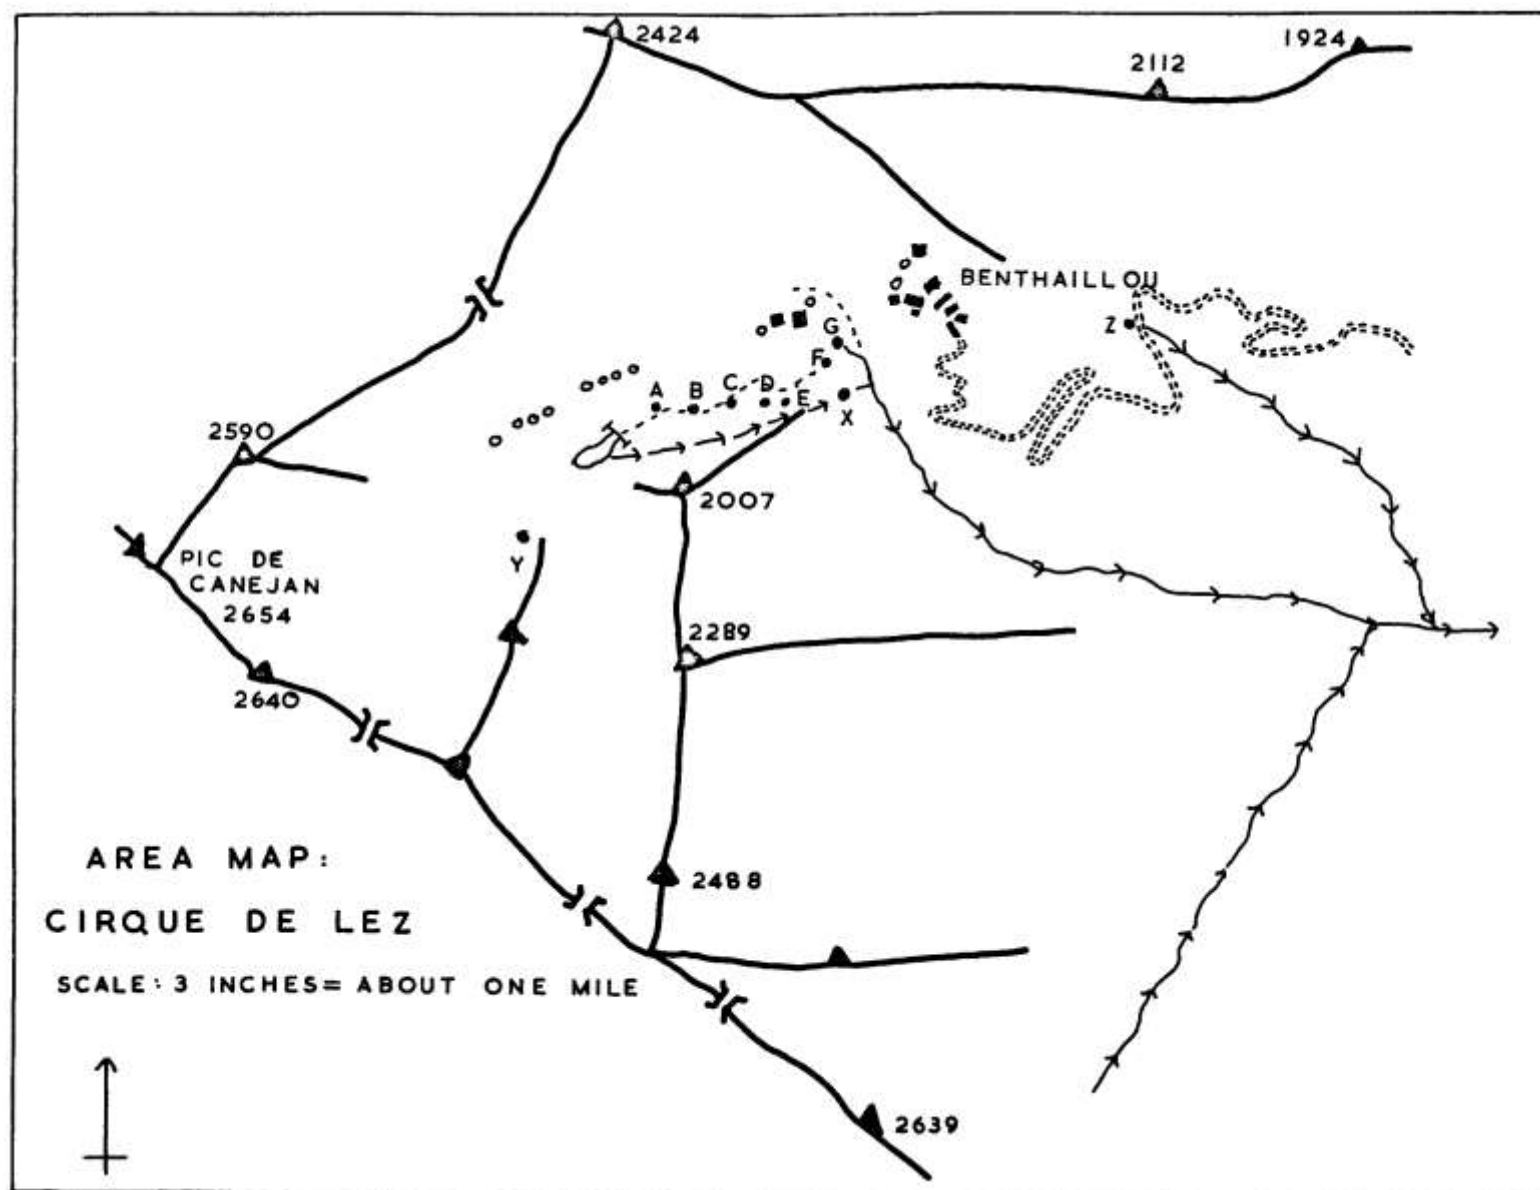 2424
1924
2112
BENTHAILLOU
Z
G
F
A B C D E
X
2590
2007
PIC DE
CANEJAN
2654
Y
2289
2640
AREA MAP:
2488
CIRQUE DE LEZ
SCALE: 3 INCHES= ABOUT ONE MILE
2639